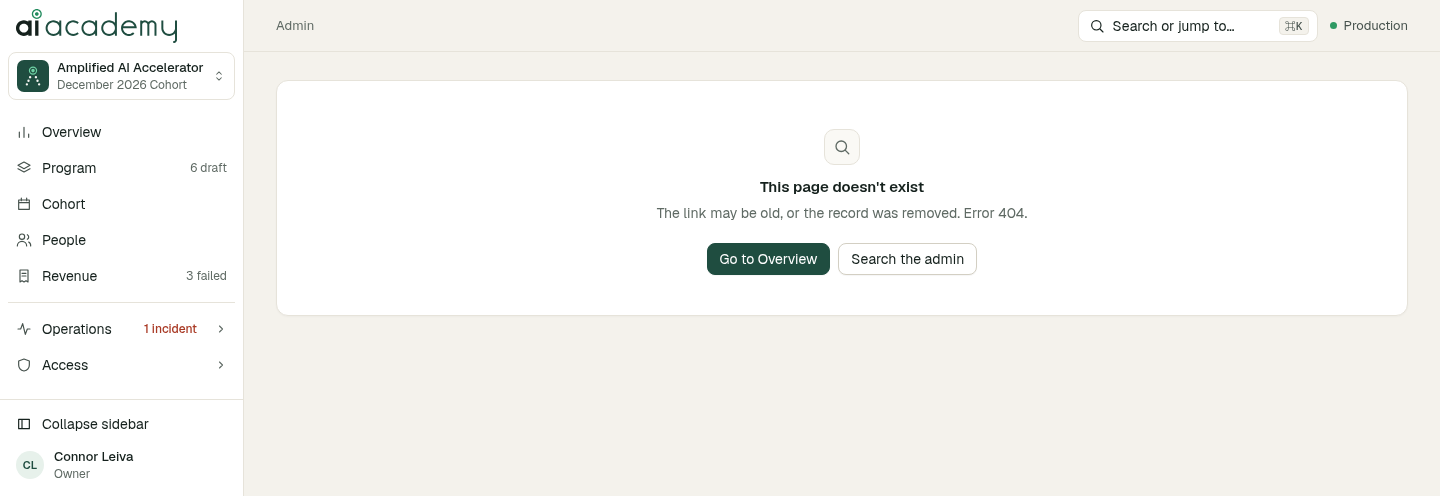 ai academy
Amplified AI Accelerator
December 2026 Cohort
Overview
Program 6 draft
Cohort
People
Revenue 3 failed
Operations 1 incident
Access
Collapse sidebar
CL
Connor Leiva
Owner
Admin
Search or jump to… ⌘K
Production
This page doesn't exist
The link may be old, or the record was removed. Error 404.
Go to Overview Search the admin